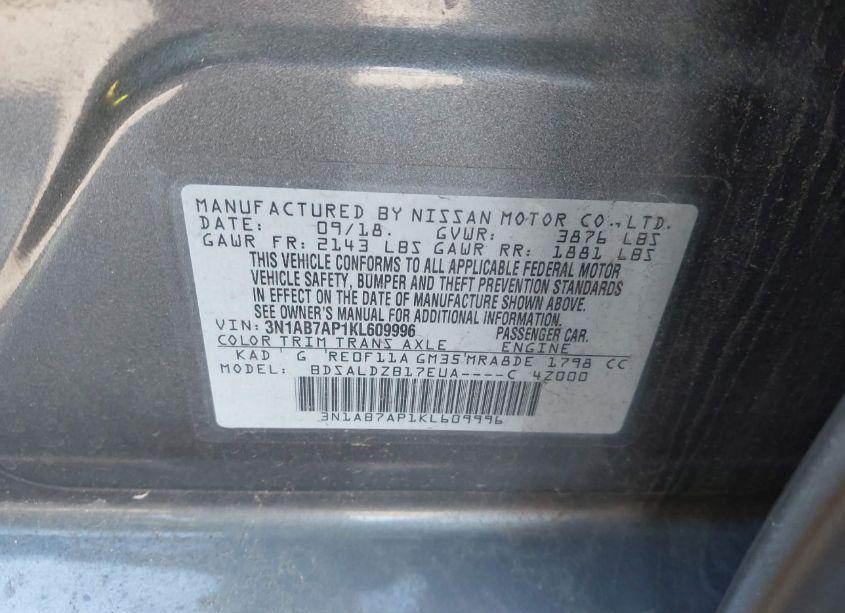 MANUFACTURED BY NISSAN MOTOR CO., LTD.
DATE: 09/18. GVWR: 3876 LBS
GAWR FR: 2143 LBS GAWR RR: 1881 LBS
THIS VEHICLE CONFORMS TO ALL APPLICABLE FEDERAL MOTOR
VEHICLE SAFETY, BUMPER AND THEFT PREVENTION STANDARDS
IN EFFECT ON THE DATE OF MANUFACTURE SHOWN ABOVE.
SEE OWNER'S MANUAL FOR ADDITIONAL INFORMATION.
VIN: 3N1AB7AP1KL609996 PASSENGER CAR.
COLOR TRIM TRANS AXLE ENGINE
KAD G RE0F11A GM35 MRA8DE 1798 CC
MODEL: BDSALDZB17EUA----C 4Z000
3N1AB7AP1KL609996